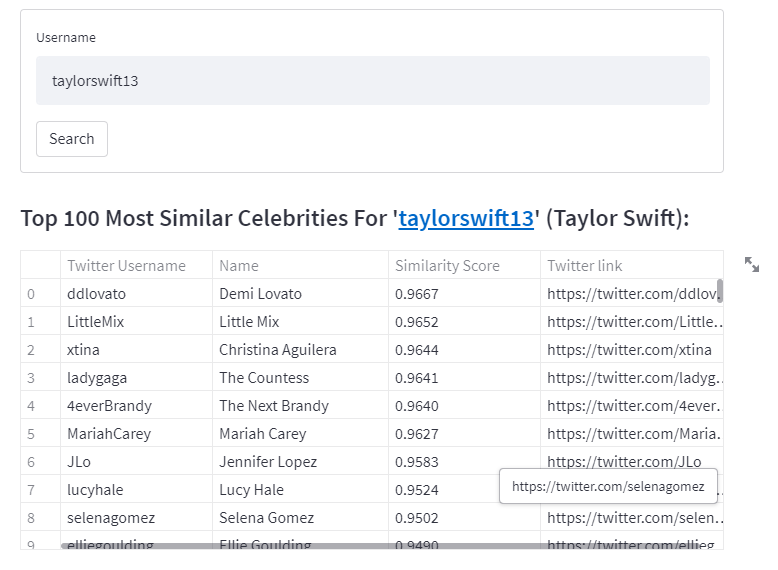 Username
taylorswift13
Search
Top 100 Most Similar Celebrities For 'taylorswift13' (Taylor Swift):
Twitter Username Name Similarity Score Twitter link
0 ddlovato Demi Lovato 0.9667 https://twitter.com/ddlov..
1 LittleMix Little Mix 0.9652 https://twitter.com/Little..
2 xtina Christina Aguilera 0.9644 https://twitter.com/xtina
3 ladygaga The Countess 0.9641 https://twitter.com/ladyg..
4 4everBrandy The Next Brandy 0.9640 https://twitter.com/4ever..
5 MariahCarey Mariah Carey 0.9627 https://twitter.com/Maria.
6 JLo Jennifer Lopez 0.9583 https://twitter.com/JLo
7 lucyhale Lucy Hale 0.9524
https://twitter.com/selenagomez
8 selenagomez Selena Gomez 0.9502 https://twitter.com/selen..
9 elliegoulding Ellie Goulding 0.9490 https://twitter.com/ellieg